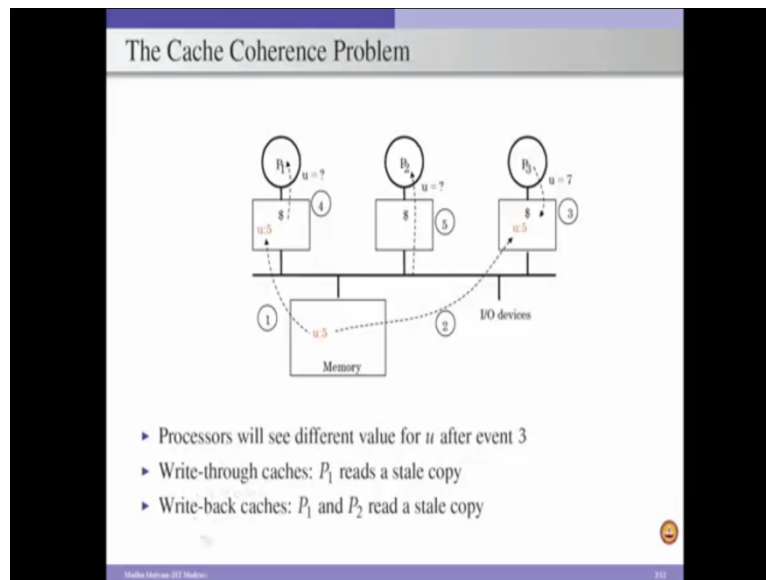 The Cache Coherence Problem
P1
u = ?
P2
u = ?
P3
u = 7
$
4
u:5
$
5
$
3
u:5
1
u:5
2
I/O devices
Memory
Processors will see different value for u after event 3
Write-through caches: P1 reads a stale copy
Write-back caches: P1 and P2 read a stale copy